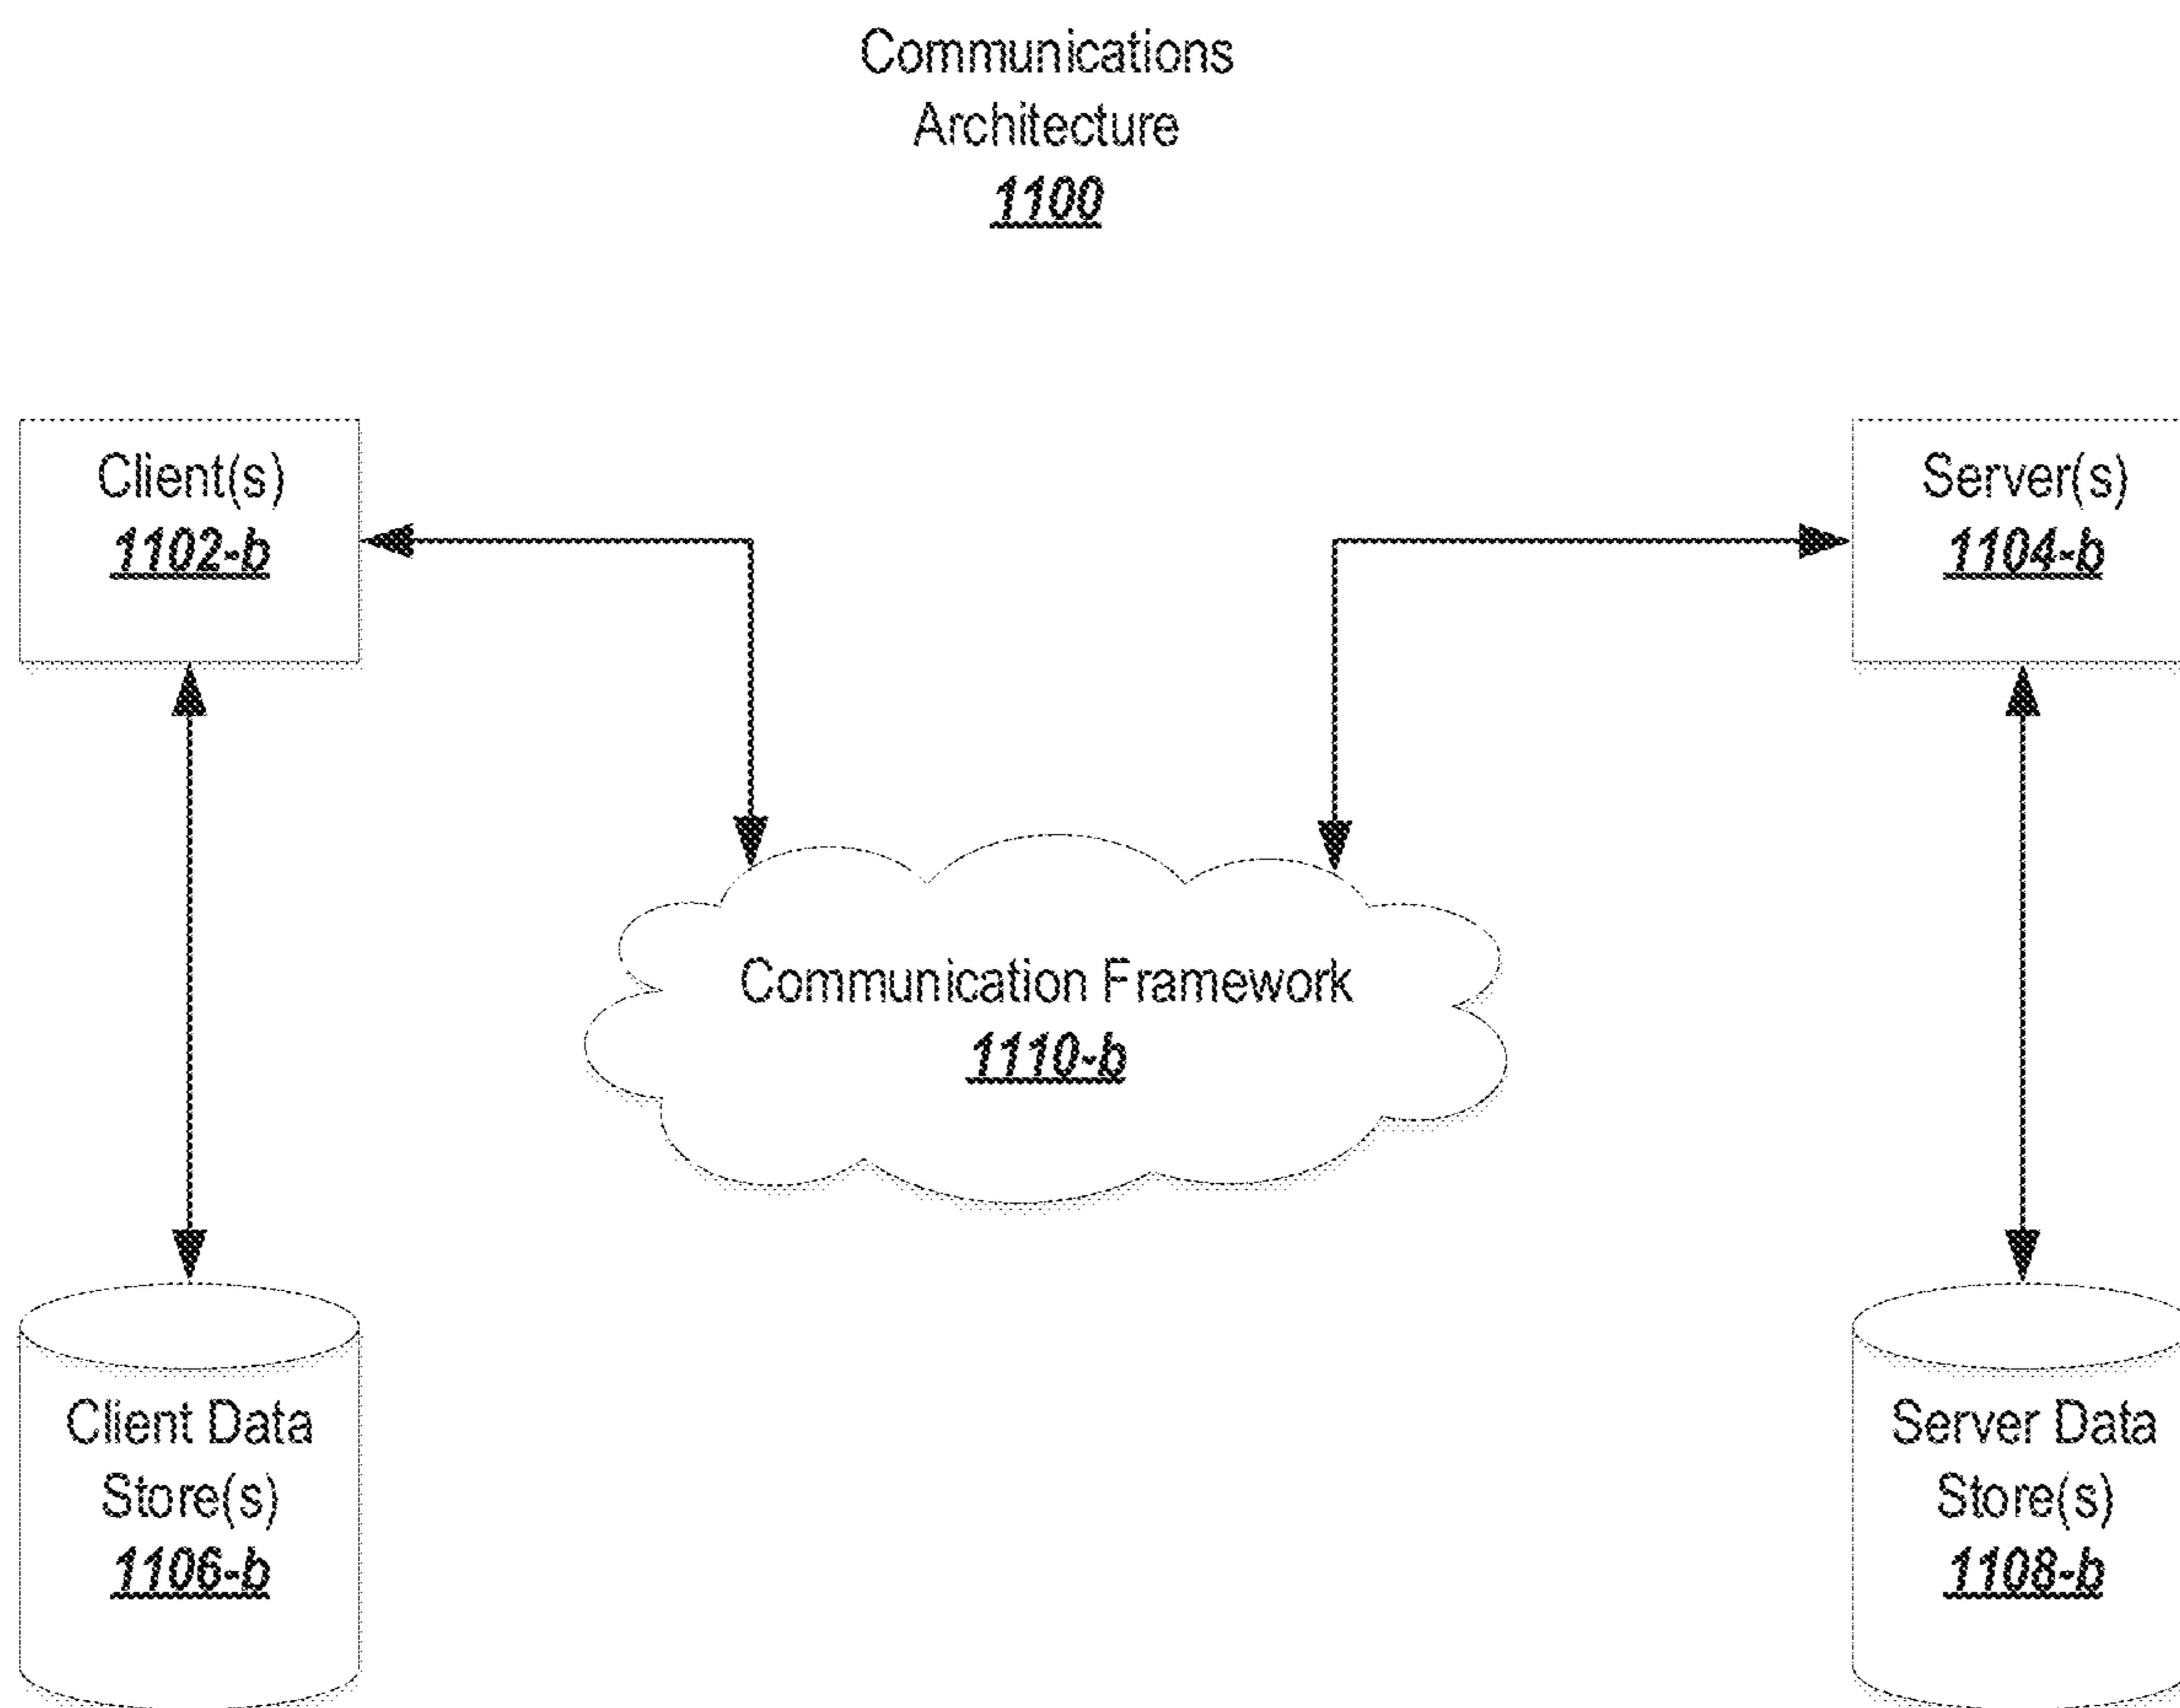 Communications
Architecture
1100
Client(s)
1102-b
Server(s)
1104-b
Communication Framework
1110-b
Client Data
Store(s)
1106-b
Server Data
Store(s)
1108-b